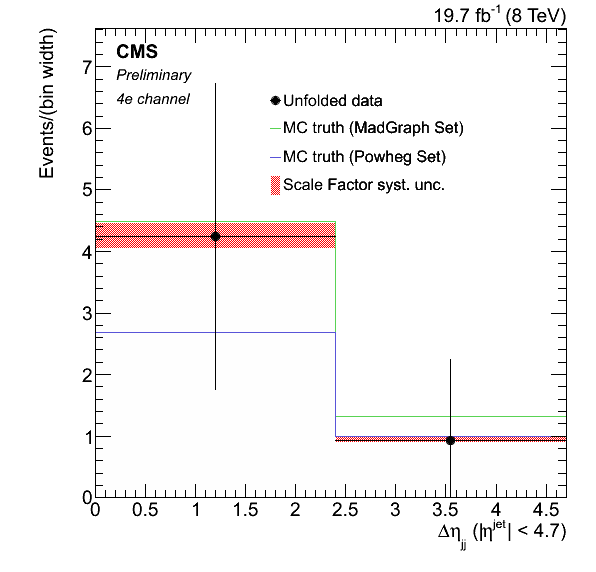 19.7 fb⁻¹ (8 TeV)
CMS
Preliminary
4e channel
Unfolded data
MC truth (MadGraph Set)
MC truth (Powheg Set)
Scale Factor syst. unc.
Events/(bin width)
7
6
5
4
3
2
1
0
0 0.5 1 1.5 2 2.5 3 3.5 4 4.5
Δη_jj (|η^jet| < 4.7)